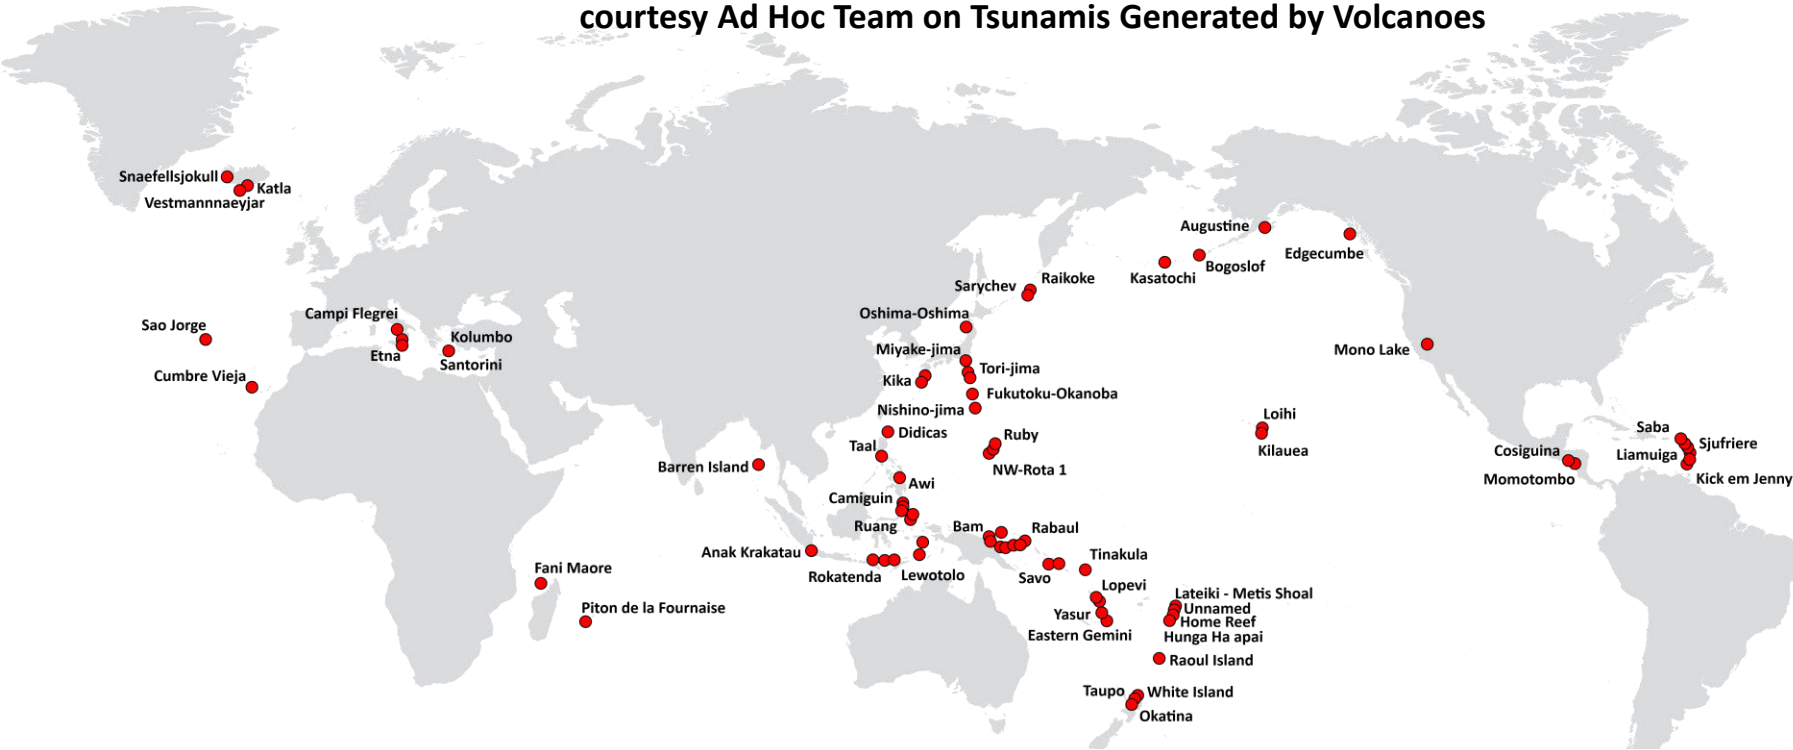 courtesy Ad Hoc Team on Tsunamis Generated by Volcanoes
Snaefellsjokull
Katla
Vestmannnaeyjar
Augustine
Edgecumbe
Bogoslof
Kasatochi
Raikoke
Sarychev
Oshima-Oshima
Campi Flegrei
Sao Jorge
Kolumbo
Etna
Santorini
Miyake-jima
Mono Lake
Tori-jima
Cumbre Vieja
Kika
Fukutoku-Okanoba
Nishino-jima
Loihi
Saba
Didicas
Ruby
Taal
Sjufriere
Cosiguina
Kilauea
Liamuiga
Barren Island
NW-Rota 1
Momotombo
Kick em Jenny
Awi
Camiguin
Ruang
Bam
Rabaul
Anak Krakatau
Tinakula
Fani Maore
Rokatenda
Lewotolo
Savo
Lopevi
Lateiki - Metis Shoal
Piton de la Fournaise
Unnamed
Yasur
Home Reef
Eastern Gemini
Hunga Ha apai
Raoul Island
Taupo
White Island
Okatina